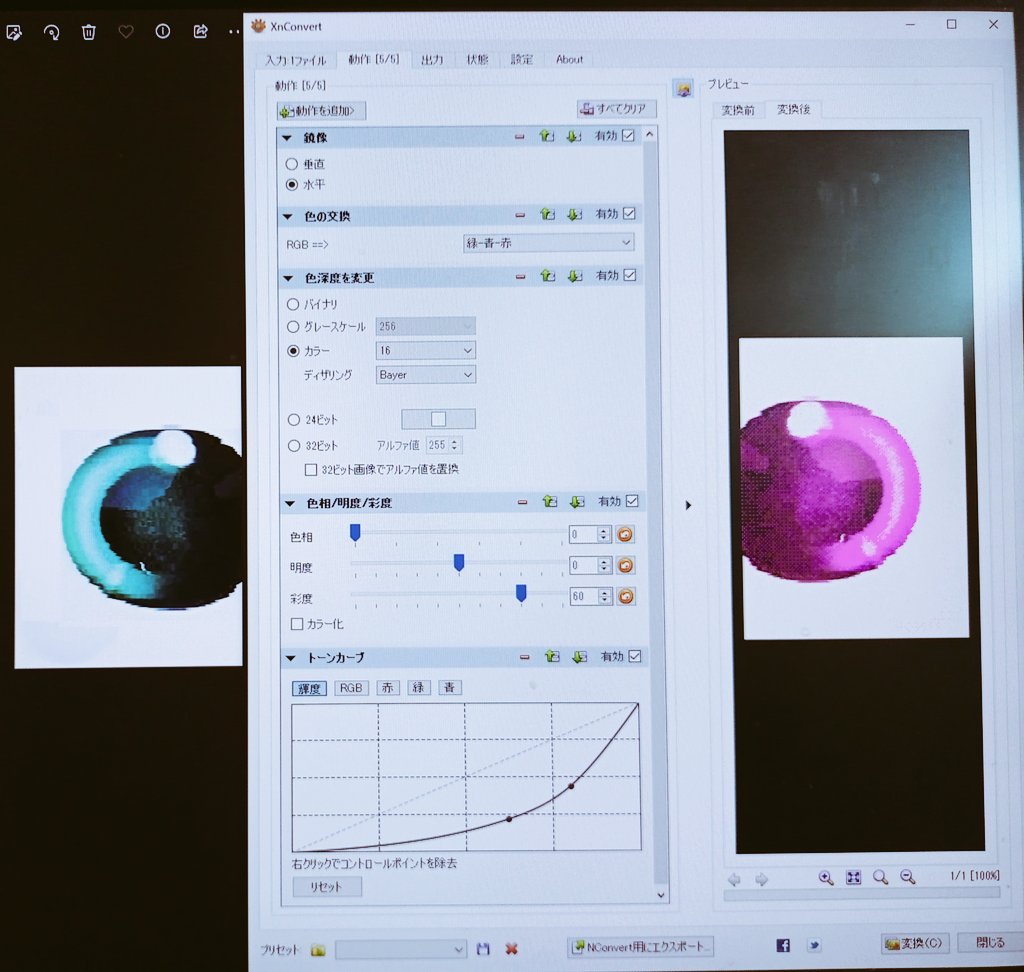 XnConvert
入力:1ファイル 動作 [5/5] 出力 状態 設定 About
動作 [5/5]
動作を追加>
すべてクリア
鏡像
有効
垂直
水平
色の交換
有効
RGB ==>
緑-青-赤
色深度を変更
有効
バイナリ
グレースケール 256
カラー 16
ディザリング Bayer
24ビット
32ビット アルファ値 255
32ビット画像でアルファ値を置換
色相/明度/彩度
有効
色相 0
明度 0
彩度 60
カラー化
トーンカーブ
有効
輝度 RGB 赤 緑 青
右クリックでコントロールポイントを除去
リセット
プレビュー
変換前 変換後
1/1 [100%]
プリセット:
NConvert用にエクスポート...
変換(C)
閉じる